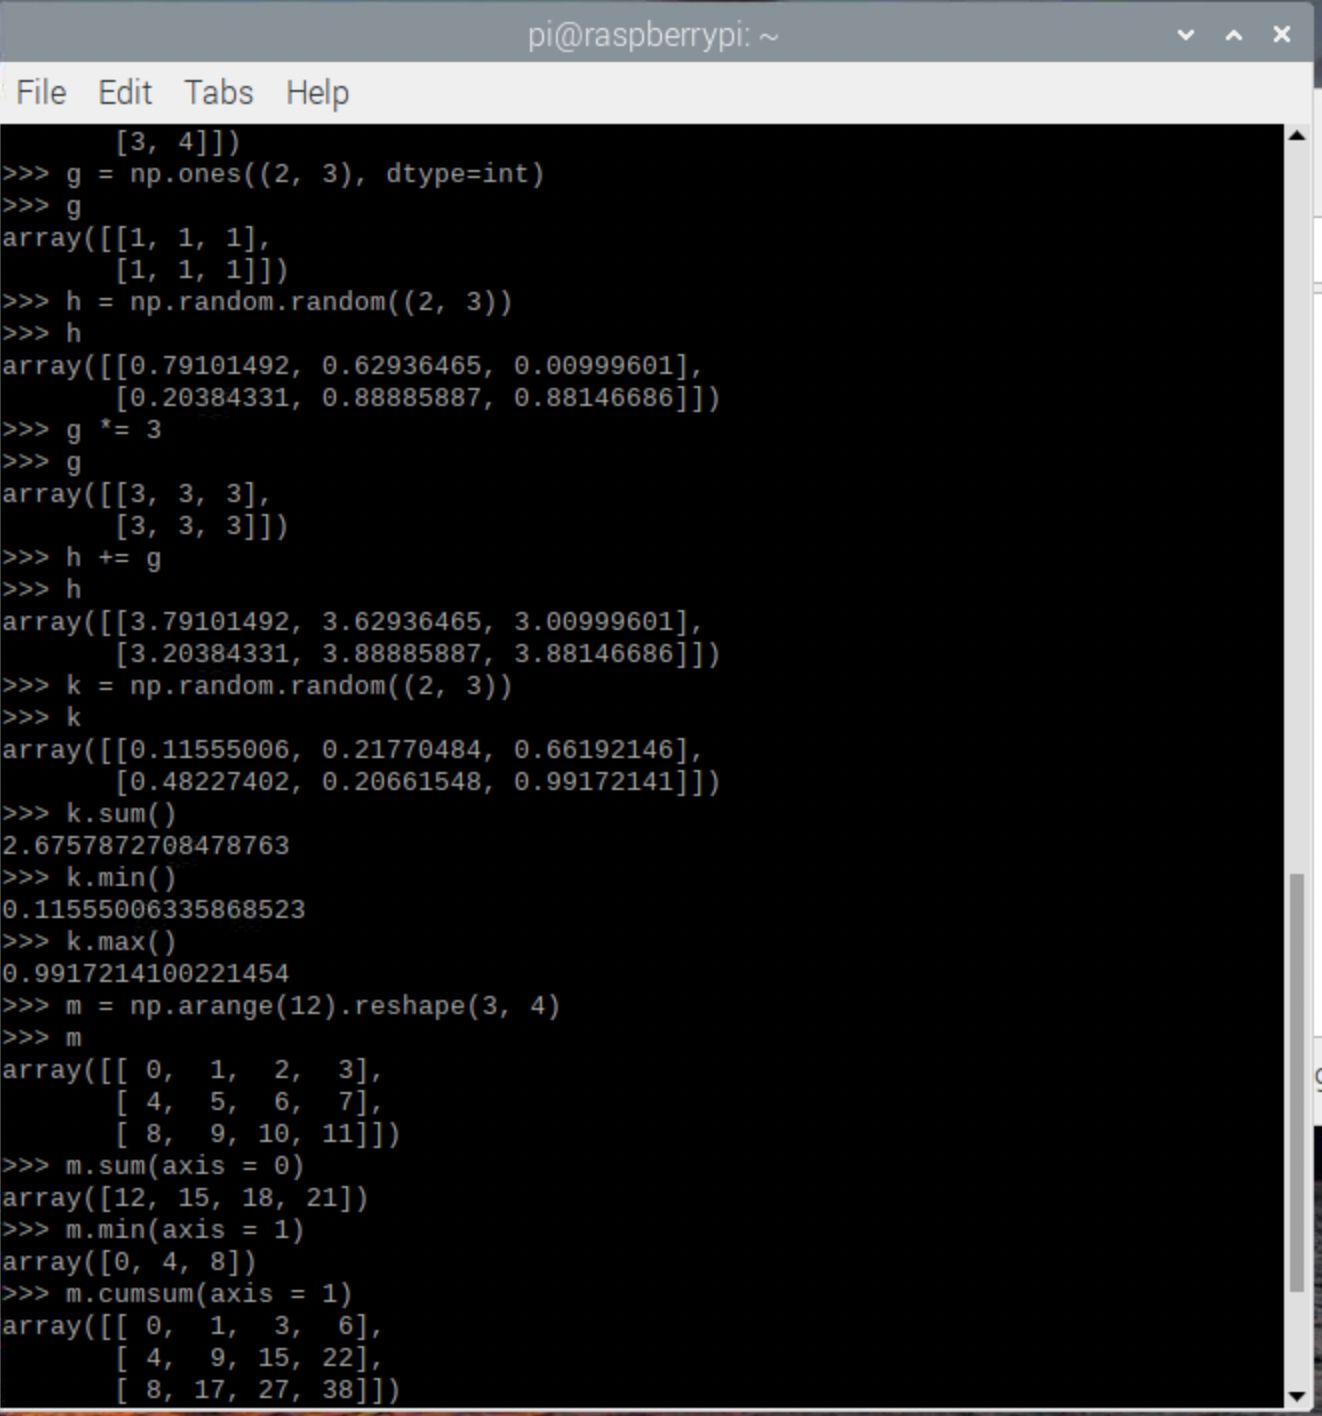 pi@raspberrypi: ~
File Edit Tabs Help
       [3, 4]])
>>> g = np.ones((2, 3), dtype=int)
>>> g
array([[1, 1, 1],
       [1, 1, 1]])
>>> h = np.random.random((2, 3))
>>> h
array([[0.79101492, 0.62936465, 0.00999601],
       [0.20384331, 0.88885887, 0.88146686]])
>>> g *= 3
>>> g
array([[3, 3, 3],
       [3, 3, 3]])
>>> h += g
>>> h
array([[3.79101492, 3.62936465, 3.00999601],
       [3.20384331, 3.88885887, 3.88146686]])
>>> k = np.random.random((2, 3))
>>> k
array([[0.11555006, 0.21770484, 0.66192146],
       [0.48227402, 0.20661548, 0.99172141]])
>>> k.sum()
2.6757872708478763
>>> k.min()
0.11555006335868523
>>> k.max()
0.9917214100221454
>>> m = np.arange(12).reshape(3, 4)
>>> m
array([[ 0,  1,  2,  3],
       [ 4,  5,  6,  7],
       [ 8,  9, 10, 11]])
>>> m.sum(axis = 0)
array([12, 15, 18, 21])
>>> m.min(axis = 1)
array([0, 4, 8])
>>> m.cumsum(axis = 1)
array([[ 0,  1,  3,  6],
       [ 4,  9, 15, 22],
       [ 8, 17, 27, 38]])